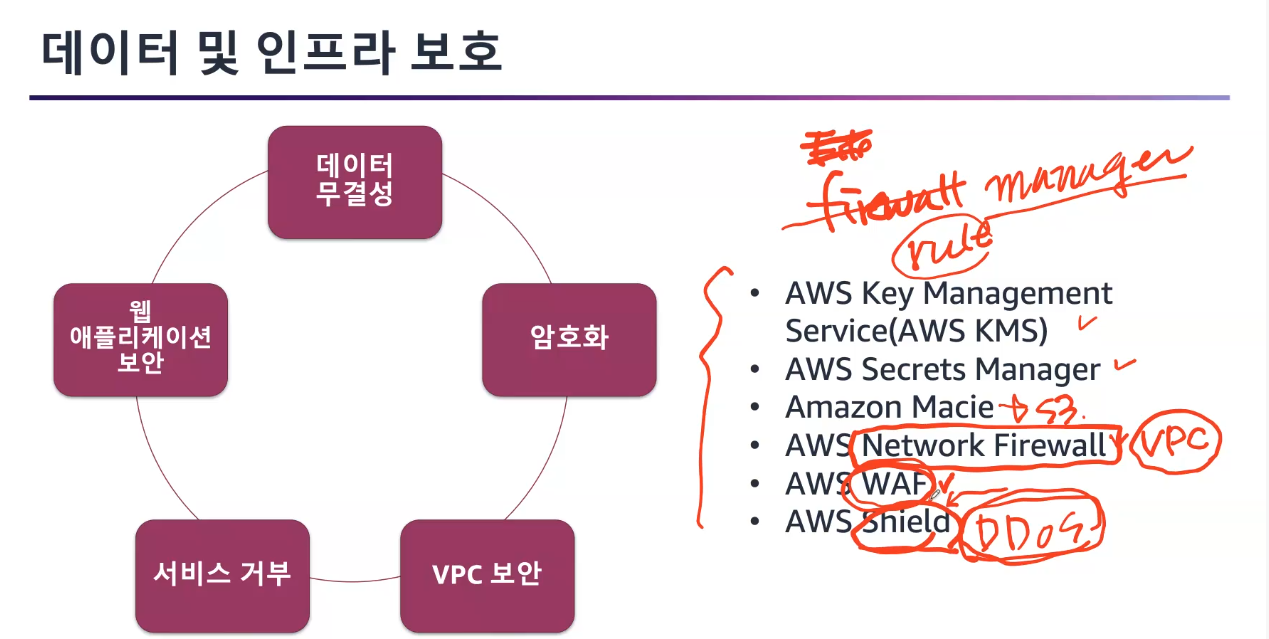 데이터 및 인프라 보호
데이터
무결성
웹
애플리케이션
보안
암호화
서비스 거부
VPC 보안
firewall manager
rule
• AWS Key Management
Service(AWS KMS)
• AWS Secrets Manager
• Amazon Macie → S3.
• AWS Network Firewall VPC
• AWS WAF
• AWS Shield DDoS